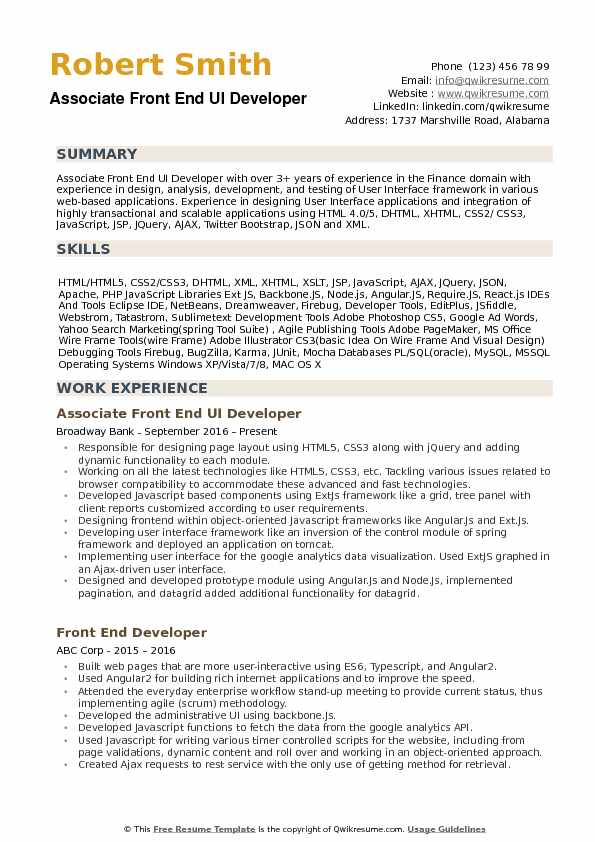 Robert Smith
Associate Front End UI Developer
Phone (123) 456 78 99
Email: info@qwikresume.com
Website : www.qwikresume.com
LinkedIn: linkedin.com/qwikresume
Address: 1737 Marshville Road, Alabama
SUMMARY
Associate Front End UI Developer with over 3+ years of experience in the Finance domain with
experience in design, analysis, development, and testing of User Interface framework in various
web-based applications. Experience in designing User Interface applications and integration of
highly transactional and scalable applications using HTML 4.0/5, DHTML, XHTML, CSS2/ CSS3,
JavaScript, JSP, JQuery, AJAX, Twitter Bootstrap, JSON and XML.
SKILLS
HTML/HTML5, CSS2/CSS3, DHTML, XML, XHTML, XSLT, JSP, JavaScript, AJAX, JQuery, JSON,
Apache, PHP JavaScript Libraries Ext JS, Backbone.JS, Node.js, Angular.JS, Require.JS, React.js IDEs
And Tools Eclipse IDE, NetBeans, Dreamweaver, Firebug, Developer Tools, EditPlus, JSfiddle,
Webstrom, Tatastrom, Sublimetext Development Tools Adobe Photoshop CS5, Google Ad Words,
Yahoo Search Marketing(spring Tool Suite) , Agile Publishing Tools Adobe PageMaker, MS Office
Wire Frame Tools(wire Frame) Adobe Illustrator CS3(basic Idea On Wire Frame And Visual Design)
Debugging Tools Firebug, BugZilla, Karma, JUnit, Mocha Databases PL/SQL(oracle), MySQL, MSSQL
Operating Systems Windows XP/Vista/7/8, MAC OS X
WORK EXPERIENCE
Associate Front End UI Developer
Broadway Bank - September 2016 – Present
• Responsible for designing page layout using HTML5, CSS3 along with jQuery and adding
dynamic functionality to each module.
• Working on all the latest technologies like HTML5, CSS3, etc. Tackling various issues related to
browser compatibility to accommodate these advanced and fast technologies.
• Developed Javascript based components using ExtJs framework like a grid, tree panel with
client reports customized according to user requirements.
• Designing frontend within object-oriented Javascript frameworks like Angular.Js and Ext.Js.
• Developing user interface framework like an inversion of the control module of spring
framework and deployed an application on tomcat.
• Implementing user interface for the google analytics data visualization. Used ExtJS graphed in
an Ajax-driven user interface.
• Designed and developed prototype module using Angular.Js and Node.Js, implemented
pagination, and datagrid added additional functionality for datagrid.
Front End Developer
ABC Corp - 2015 – 2016
• Built web pages that are more user-interactive using ES6, Typescript, and Angular2.
• Used Angular2 for building rich internet applications and to improve the speed.
• Attended the everyday enterprise workflow stand-up meeting to provide current status, thus
implementing agile (scrum) methodology.
• Developed the administrative UI using backbone.Js.
• Developed Javascript functions to fetch the data from the google analytics API.
• Used Javascript for writing various timer controlled scripts for the website, including from
page validations, dynamic content and roll over and working in an object-oriented approach.
• Created Ajax requests to rest service with the only use of getting method for retrieval.
© This Free Resume Template is the copyright of Qwikresume.com. Usage Guidelines